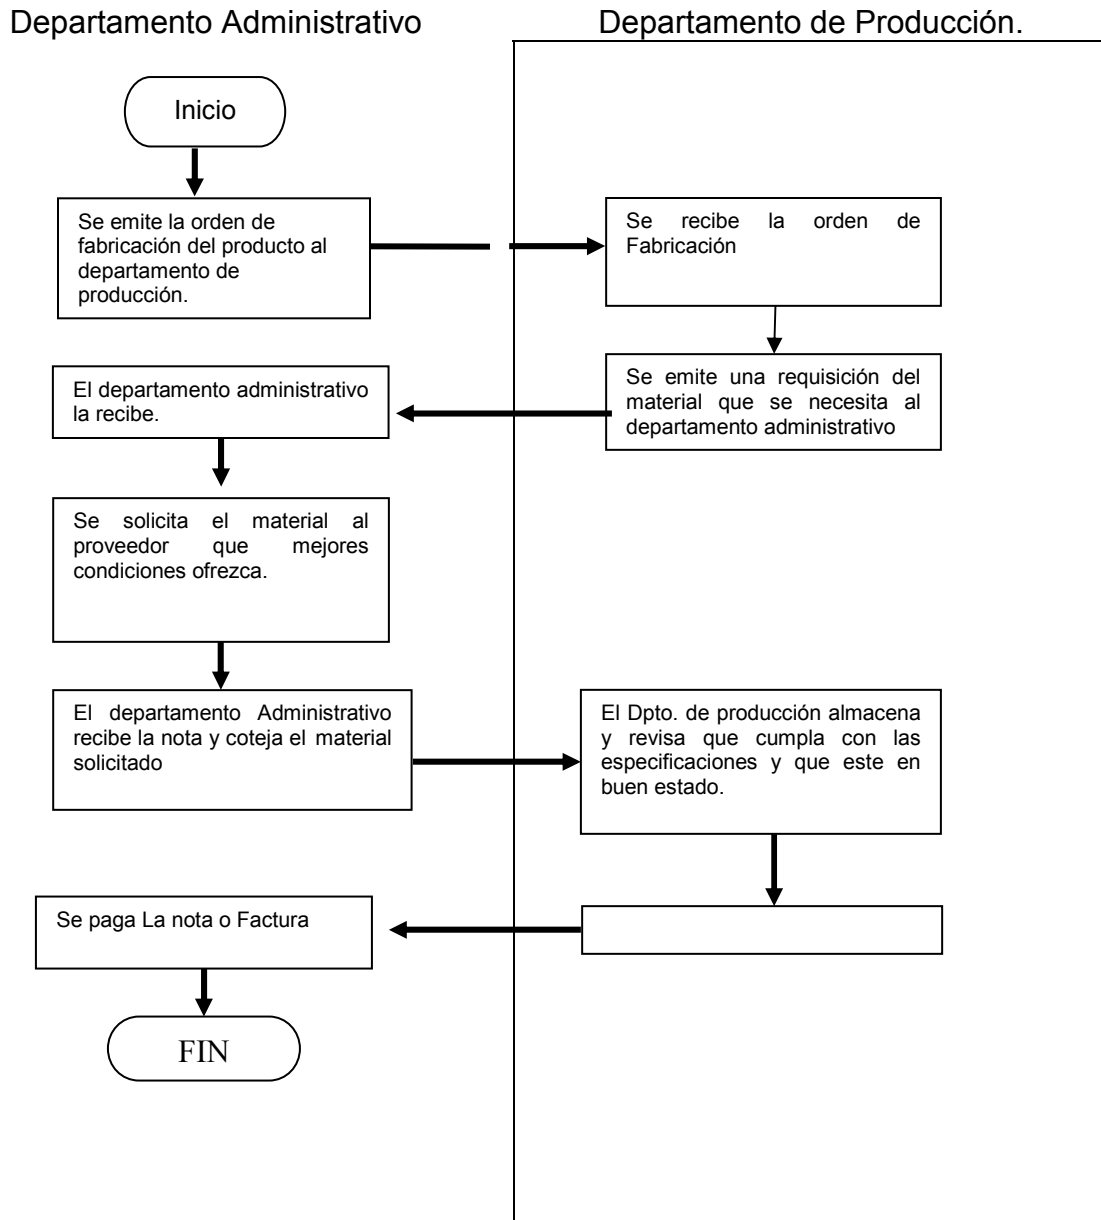 Departamento Administrativo
Departamento de Producción.
Inicio
Se emite la orden de
fabricación del producto al
departamento de
producción.
Se recibe la orden de
Fabricación
El departamento administrativo
la recibe.
Se emite una requisición del
material que se necesita al
departamento administrativo
Se solicita el material al
proveedor que mejores
condiciones ofrezca.
El departamento Administrativo
recibe la nota y coteja el material
solicitado
El Dpto. de producción almacena
y revisa que cumpla con las
especificaciones y que este en
buen estado.
Se paga La nota o Factura
FIN